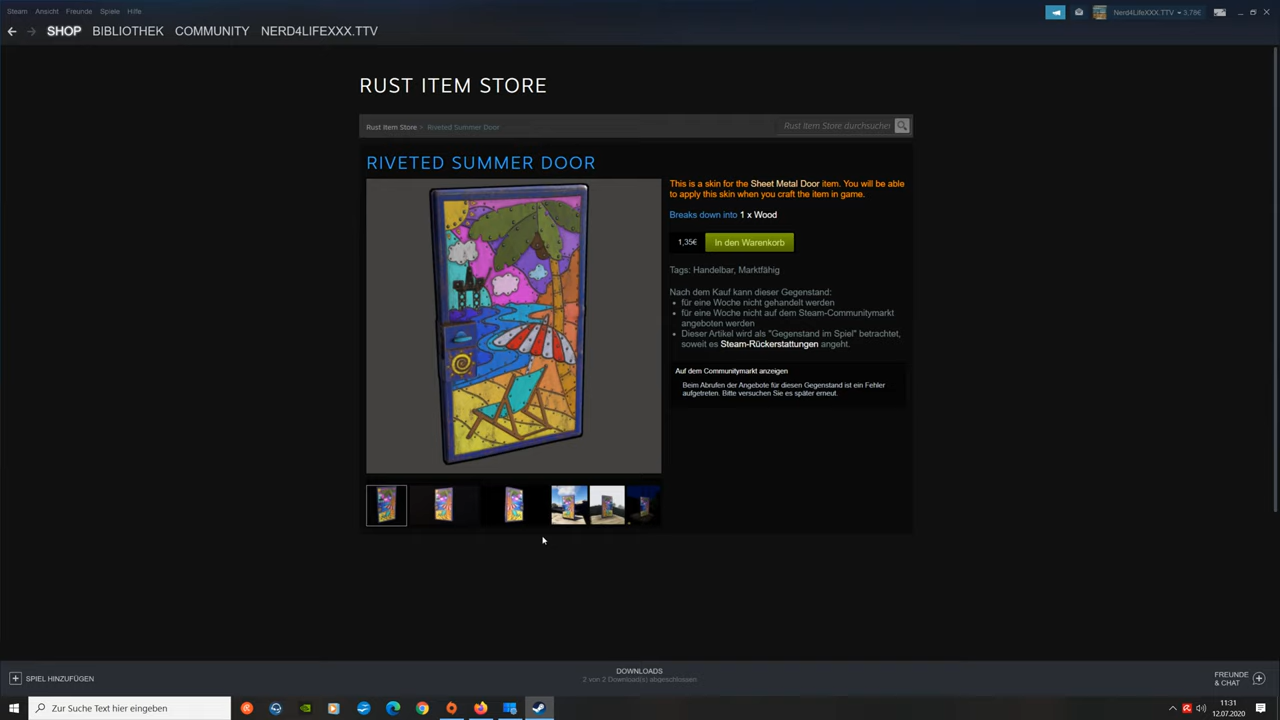 Steam Ansicht Freunde Spiele Hilfe
Nerd4LifeXXX.TTV 3,78€
SHOP BIBLIOTHEK COMMUNITY NERD4LIFEXXX.TTV
RUST ITEM STORE
Rust Item Store > Riveted Summer Door
Rust Item Store durchsuchen
RIVETED SUMMER DOOR
This is a skin for the Sheet Metal Door item. You will be able
to apply this skin when you craft the item in game.
Breaks down into 1 x Wood
1,35€ In den Warenkorb
Tags: Handelbar, Marktfähig
Nach dem Kauf kann dieser Gegenstand:
• für eine Woche nicht gehandelt werden
• für eine Woche nicht auf dem Steam-Communitymarkt
angeboten werden
• Dieser Artikel wird als "Gegenstand im Spiel" betrachtet,
soweit es Steam-Rückerstattungen angeht.
Auf dem Communitymarkt anzeigen
Beim Abrufen der Angebote für diesen Gegenstand ist ein Fehler
aufgetreten. Bitte versuchen Sie es später erneut.
SPIEL HINZUFÜGEN
DOWNLOADS
2 von 2 Download(s) abgeschlossen
FREUNDE
& CHAT
Zur Suche Text hier eingeben
11:31
12.07.2020